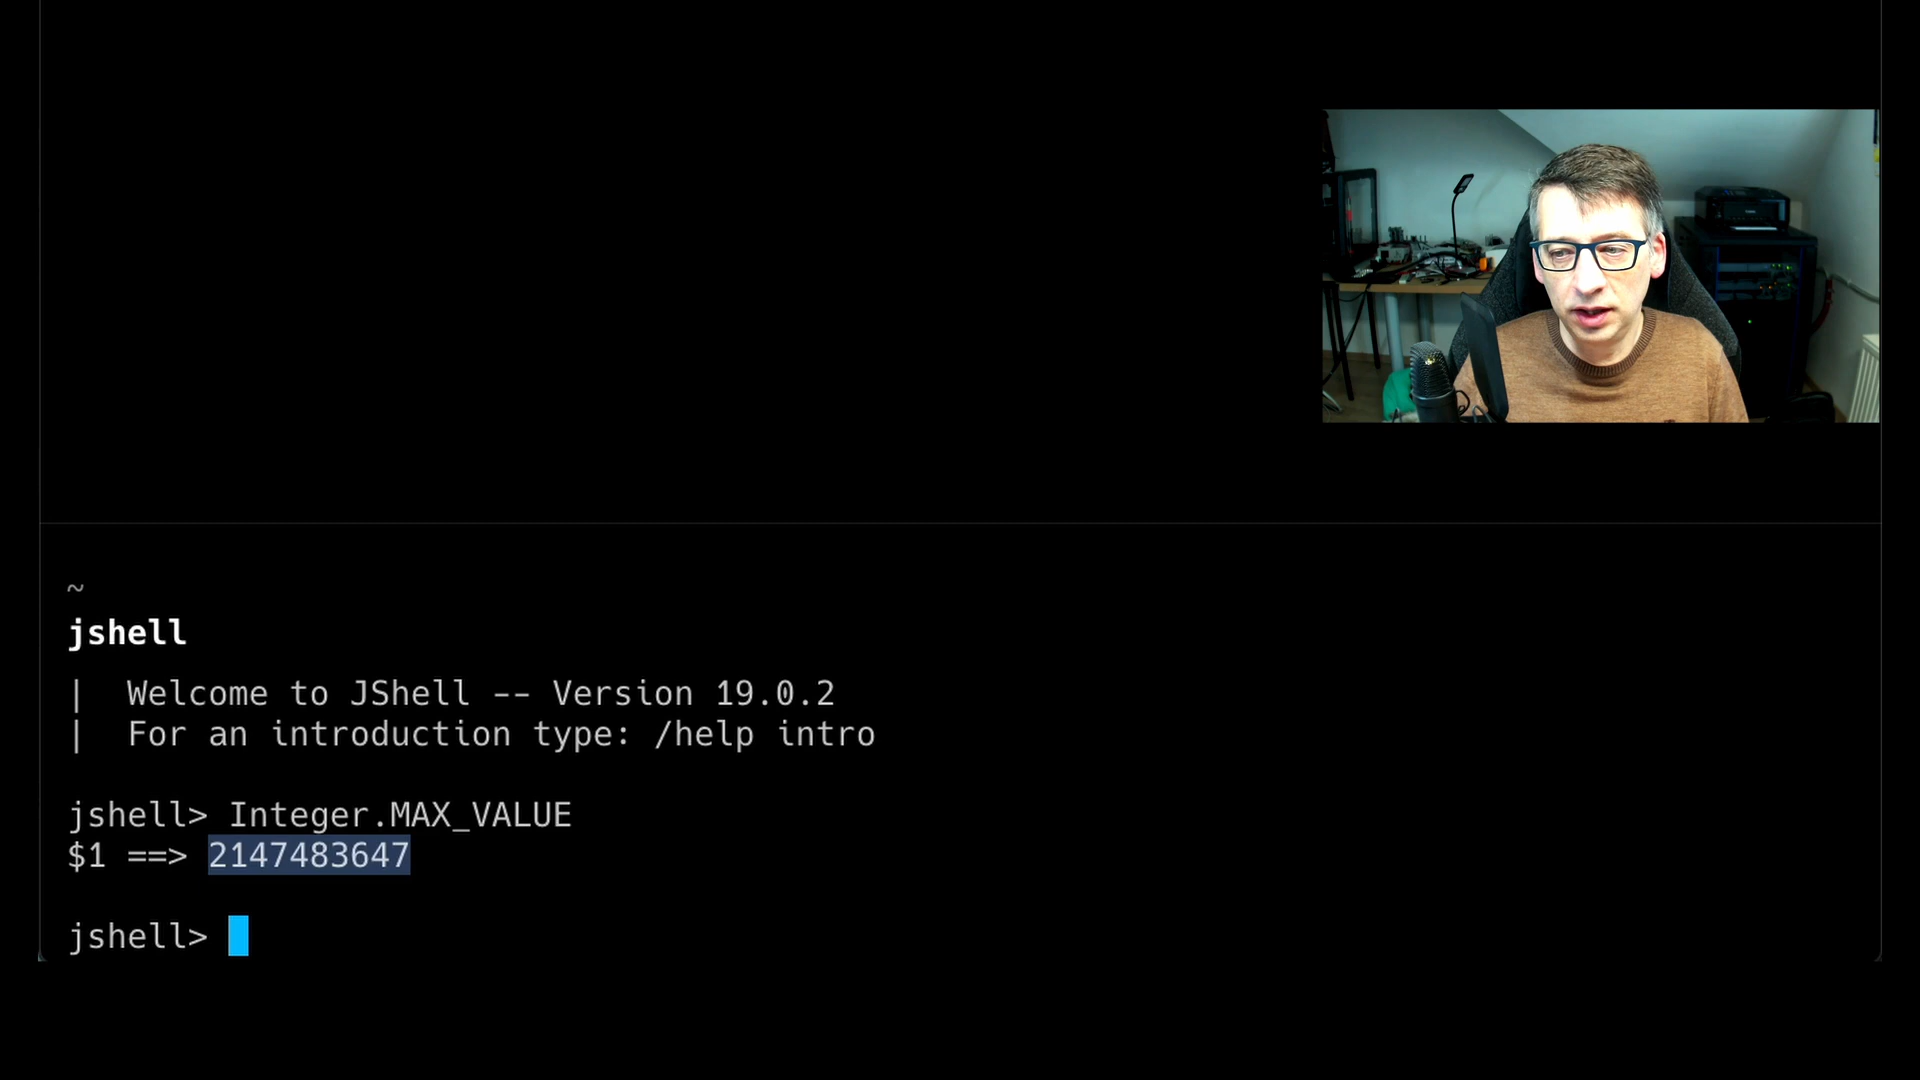 ~
jshell
|  Welcome to JShell -- Version 19.0.2
|  For an introduction type: /help intro
jshell> Integer.MAX_VALUE
$1 ==> 2147483647
jshell>